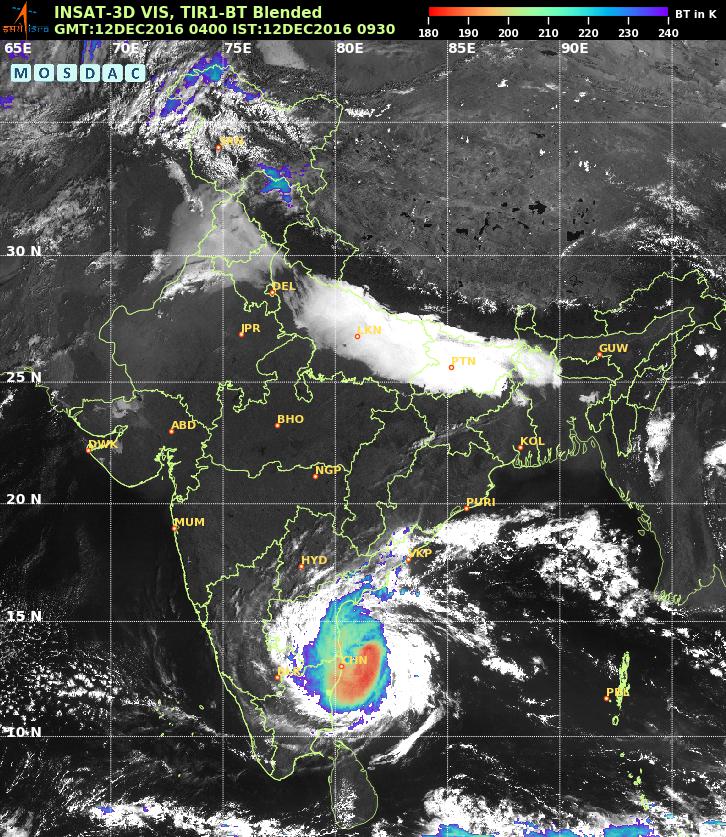 INSAT-3D VIS, TIR1-BT Blended
GMT:12DEC2016 0400 IST:12DEC2016 0930
BT in K
180 190 200 210 220 230 240
65E 70E 75E 80E 85E 90E
MOSDAC
30 N
DEL
JPR
LKN
PTN
GUW
25 N
ABD
BHO
DWK
KOL
NGP
20 N
PURI
MUM
HYD
VKP
15 N
CHN
PBL
10 N